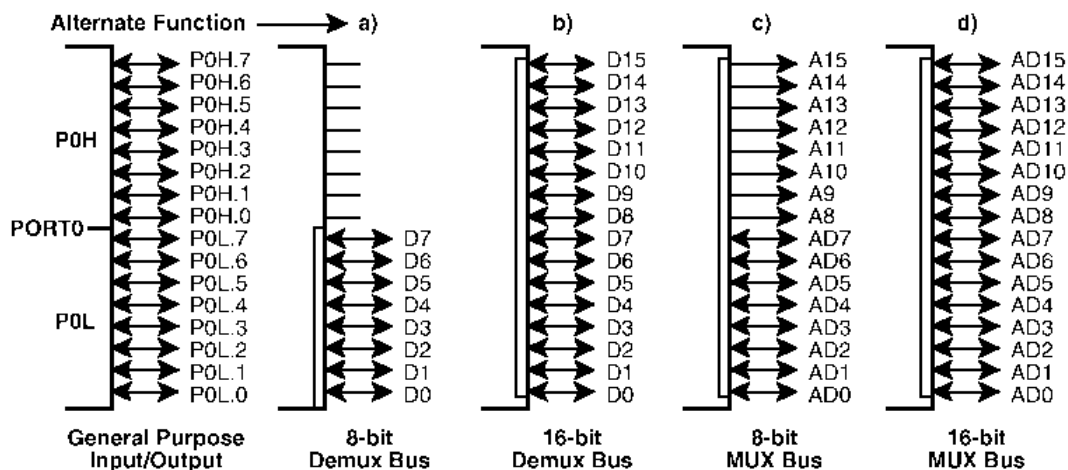 Alternate Function a) b) c) d)
P0H.7 D15 A15 AD15
P0H.6 D14 A14 AD14
P0H.5 D13 A13 AD13
P0H.4 D12 A12 AD12
P0H
P0H.3 D11 A11 AD11
P0H.2 D10 A10 AD10
P0H.1 D9 A9 AD9
P0H.0 D8 A8 AD8
PORT0
P0L.7 D7 D7 AD7 AD7
P0L.6 D6 D6 AD6 AD6
P0L.5 D5 D5 AD5 AD5
P0L.4 D4 D4 AD4 AD4
P0L
P0L.3 D3 D3 AD3 AD3
P0L.2 D2 D2 AD2 AD2
P0L.1 D1 D1 AD1 AD1
P0L.0 D0 D0 AD0 AD0
General Purpose 8-bit 16-bit 8-bit 16-bit
Input/Output Demux Bus Demux Bus MUX Bus MUX Bus